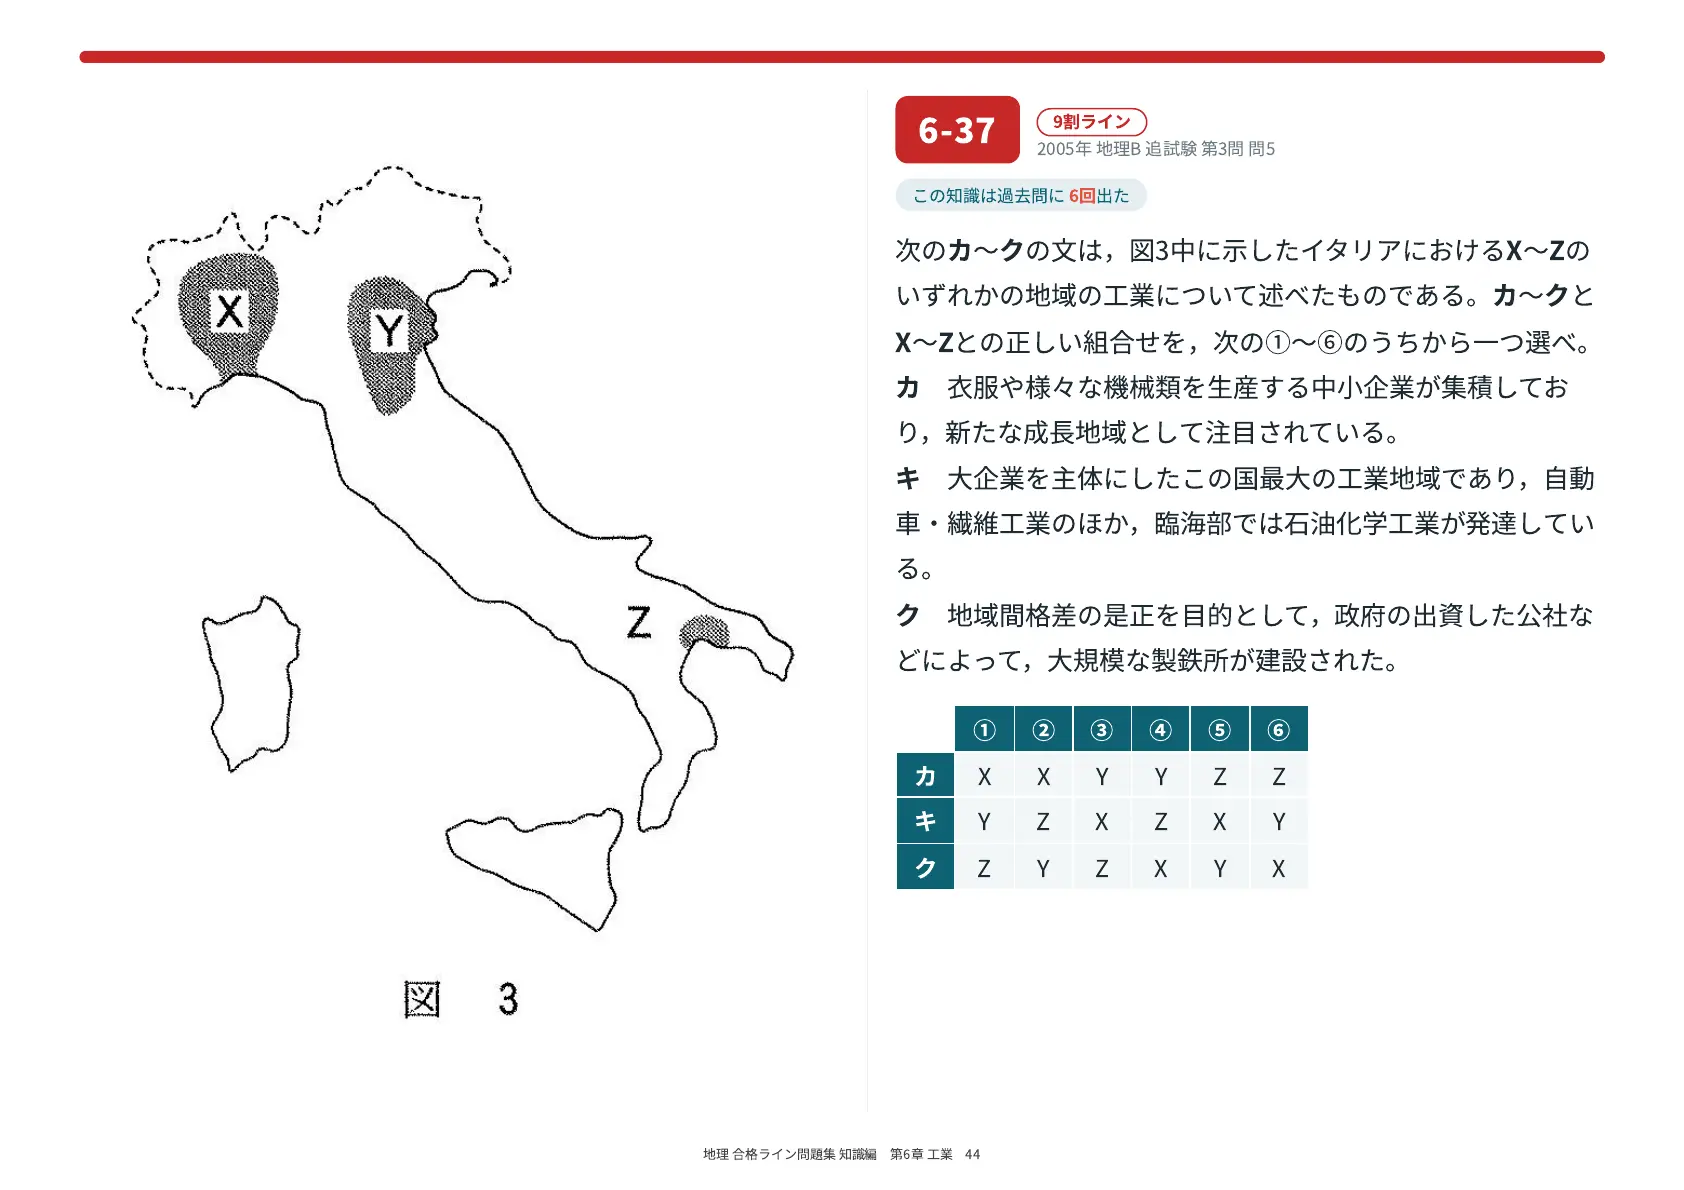 X
Y
Z
図 3
6-37
9割ライン
2005年 地理B 追試験 第3問 問5
この知識は過去問に 6回出た
次のカ～クの文は，図3中に示したイタリアにおけるX～Zの
いずれかの地域の工業について述べたものである。カ～クと
X～Zとの正しい組合せを，次の①～⑥のうちから一つ選べ。
カ　衣服や様々な機械類を生産する中小企業が集積してお
り，新たな成長地域として注目されている。
キ　大企業を主体にしたこの国最大の工業地域であり，自動
車・繊維工業のほか，臨海部では石油化学工業が発達してい
る。
ク　地域間格差の是正を目的として，政府の出資した公社な
どによって，大規模な製鉄所が建設された。
① ② ③ ④ ⑤ ⑥
カ X X Y Y Z Z
キ Y Z X Z X Y
ク Z Y Z X Y X
地理 合格ライン問題集 知識編　第6章 工業　44